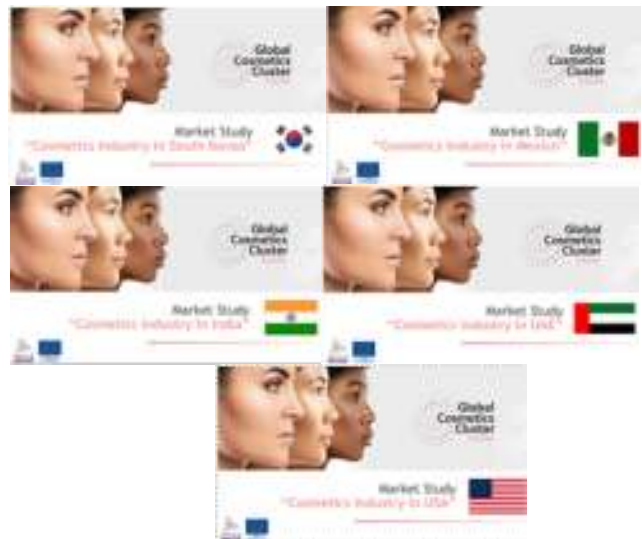 Global
Cosmetics
Cluster
Market Study
"Cosmetics Industry in South Korea"
Global
Cosmetics
Cluster
Market Study
"Cosmetics Industry in Mexico"
Global
Cosmetics
Cluster
Market Study
"Cosmetics Industry in India"
Global
Cosmetics
Cluster
Market Study
"Cosmetics Industry in UAE"
Global
Cosmetics
Cluster
Market Study
"Cosmetics Industry in USA"